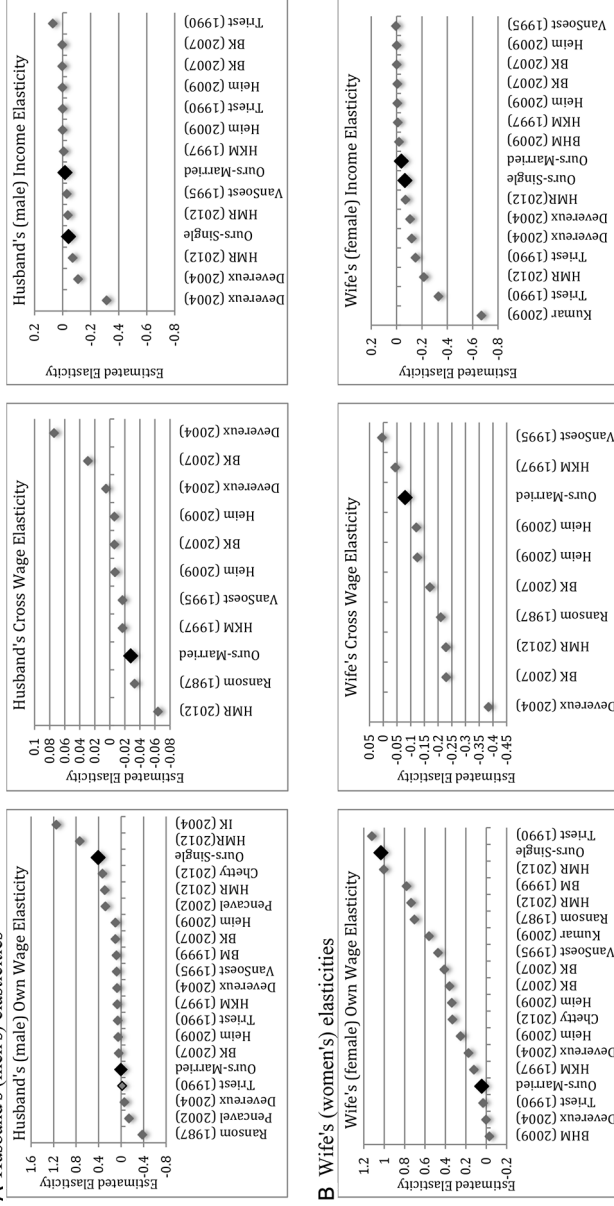 Husband's (male) Own Wage Elasticity
Estimated Elasticity
1.6
1.2
0.8
0.4
0
-0.4
-0.8
Ransom (1987)
Pencavel (2002)
Devereux (2004)
Triest (1990)
Ours-Married
BK (2007)
Heim (2009)
Triest (1990)
HKM (1997)
Devereux (2004)
VanSoest (1995)
BM (1999)
BK (2007)
Heim (2009)
Pencavel (2002)
HMR (2012)
Chetty (2012)
Ours-Single
HMR(2012)
IK (2004)
Husband's Cross Wage Elasticity
Estimated Elasticity
0.1
0.08
0.06
0.04
0.02
0
-0.02
-0.04
-0.06
-0.08
HMR (2012)
Ransom (1987)
Ours-Married
HKM (1997)
VanSoest (1995)
Heim (2009)
BK (2007)
Heim (2009)
Devereux (2004)
BK (2007)
Devereux (2004)
Husband's (male) Income Elasticity
Estimated Elasticity
0.2
0
-0.2
-0.4
-0.6
-0.8
Devereux (2004)
Devereux (2004)
HMR (2012)
Ours-Single
HMR (2012)
VanSoest (1995)
Ours-Married
HKM (1997)
Heim (2009)
Triest (1990)
Heim (2009)
BK (2007)
BK (2007)
Triest (1990)
B Wife's (women's) elasticities
Wife's (female) Own Wage Elasticity
Estimated Elasticity
1.2
1
0.8
0.6
0.4
0.2
0
-0.2
BHM (2009)
Devereux (2004)
Triest (1990)
Ours-Married
HKM (1997)
Devereux (2004)
Heim (2009)
Chetty (2012)
Heim (2009)
BK (2007)
BK (2007)
VanSoest (1995)
Kumar (2009)
Ransom (1987)
HMR (2012)
BM (1999)
HMR (2012)
Ours-Single
Triest (1990)
Wife's Cross Wage Elasticity
Estimated Elasticity
0.05
0
-0.05
-0.1
-0.15
-0.2
-0.25
-0.3
-0.35
-0.4
-0.45
Devereux (2004)
BK (2007)
HMR (2012)
Ransom (1987)
BK (2007)
Heim (2009)
Heim (2009)
Ours-Married
HKM (1997)
VanSoest (1995)
Wife's (female) Income Elasticity
Estimated Elasticity
0.2
0
-0.2
-0.4
-0.6
-0.8
Kumar (2009)
Triest (1990)
HMR (2012)
Triest (1990)
Devereux (2004)
Devereux (2004)
HMR(2012)
Ours-Single
Ours-Married
BHM (2009)
HKM (1997)
Heim (2009)
BK (2007)
BK (2007)
Heim (2009)
VanSoest (1995)